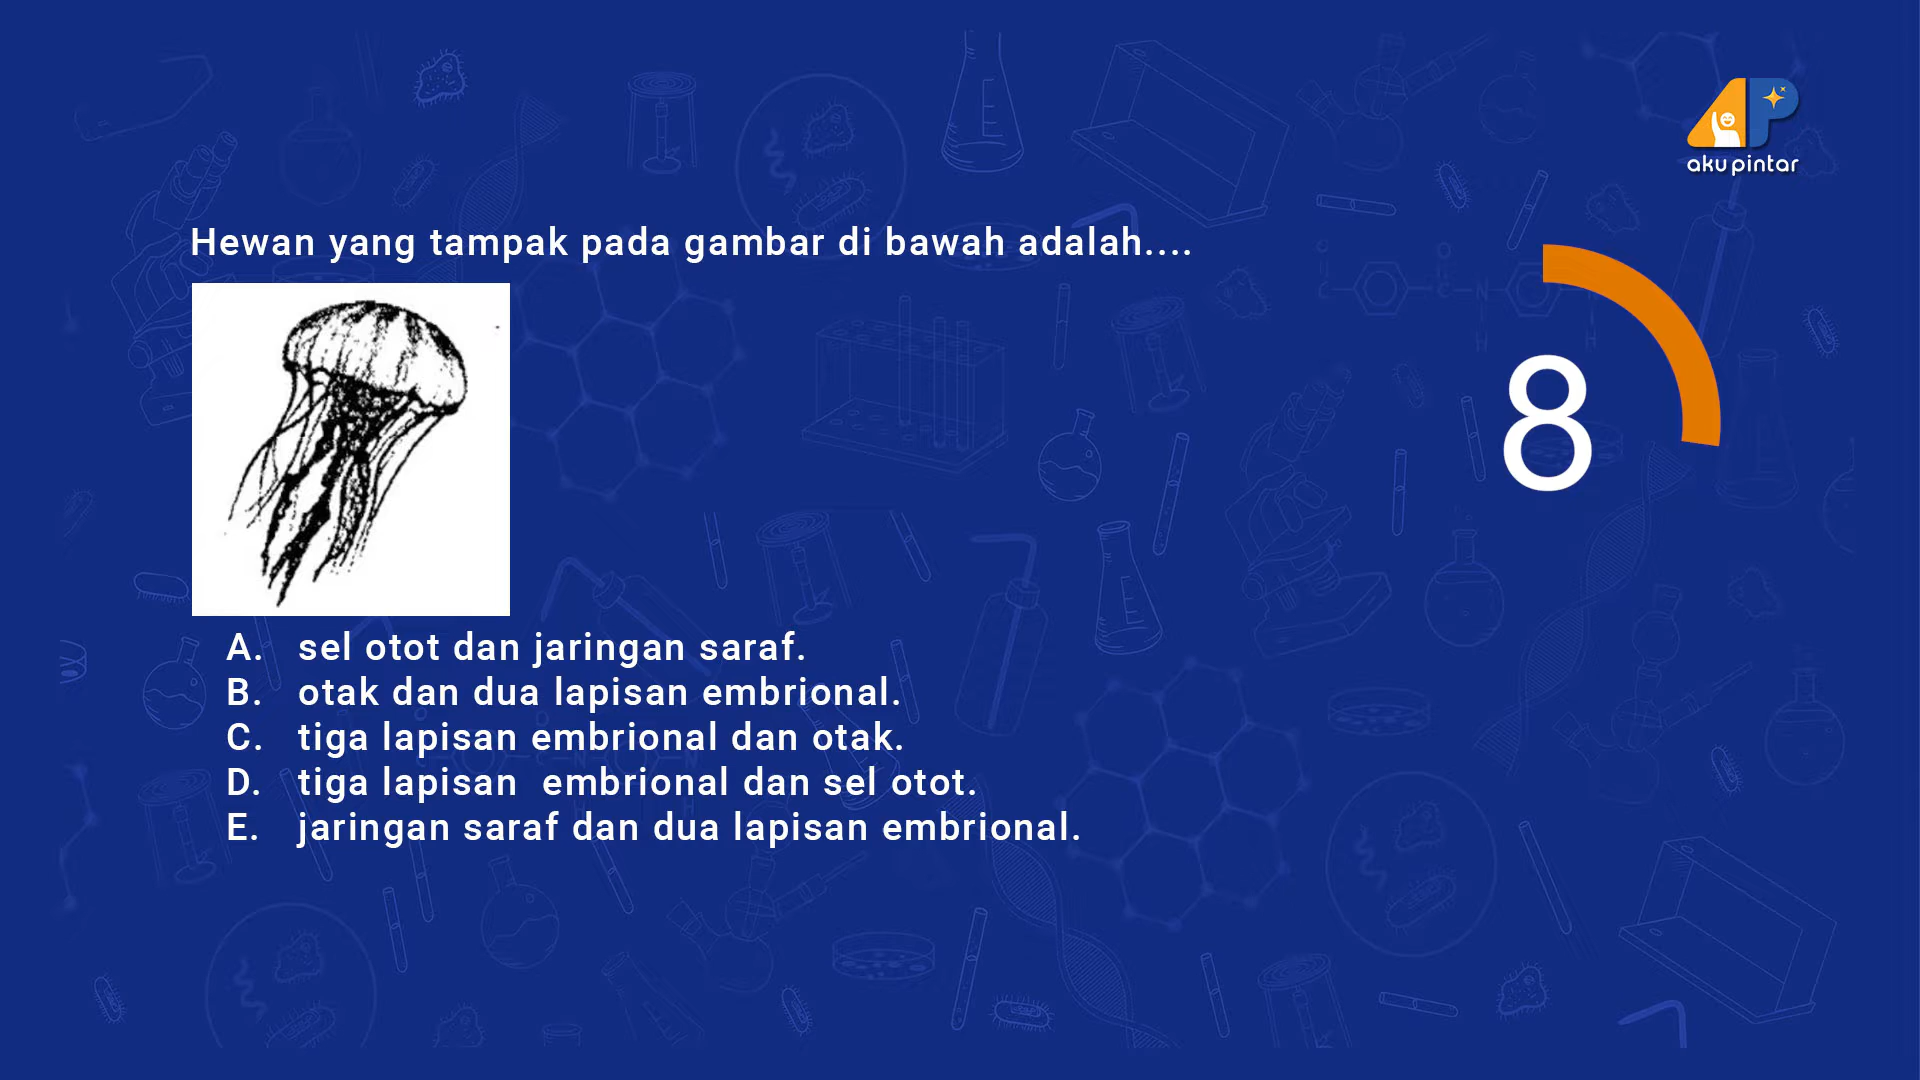 aku pintar
Hewan yang tampak pada gambar di bawah adalah....
8
A. sel otot dan jaringan saraf.
B. otak dan dua lapisan embrional.
C. tiga lapisan embrional dan otak.
D. tiga lapisan embrional dan sel otot.
E. jaringan saraf dan dua lapisan embrional.